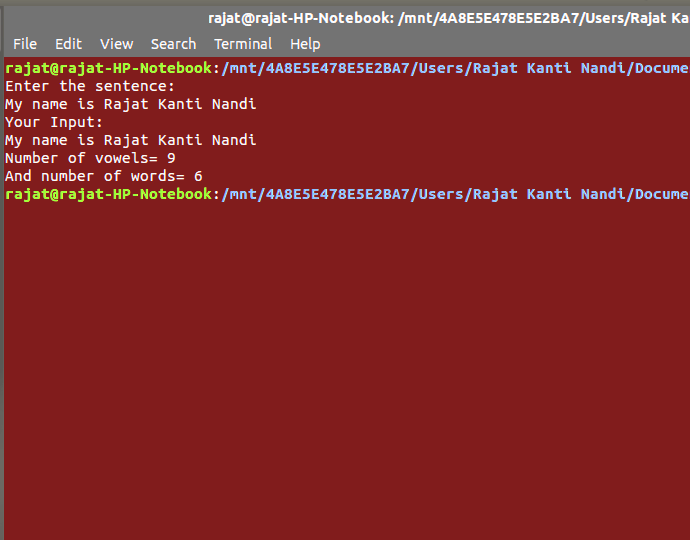 rajat@rajat-HP-Notebook: /mnt/4A8E5E478E5E2BA7/Users/Rajat Ka
File Edit View Search Terminal Help
rajat@rajat-HP-Notebook:/mnt/4A8E5E478E5E2BA7/Users/Rajat Kanti Nandi/Docume
Enter the sentence:
My name is Rajat Kanti Nandi
Your Input:
My name is Rajat Kanti Nandi
Number of vowels= 9
And number of words= 6
rajat@rajat-HP-Notebook:/mnt/4A8E5E478E5E2BA7/Users/Rajat Kanti Nandi/Docume